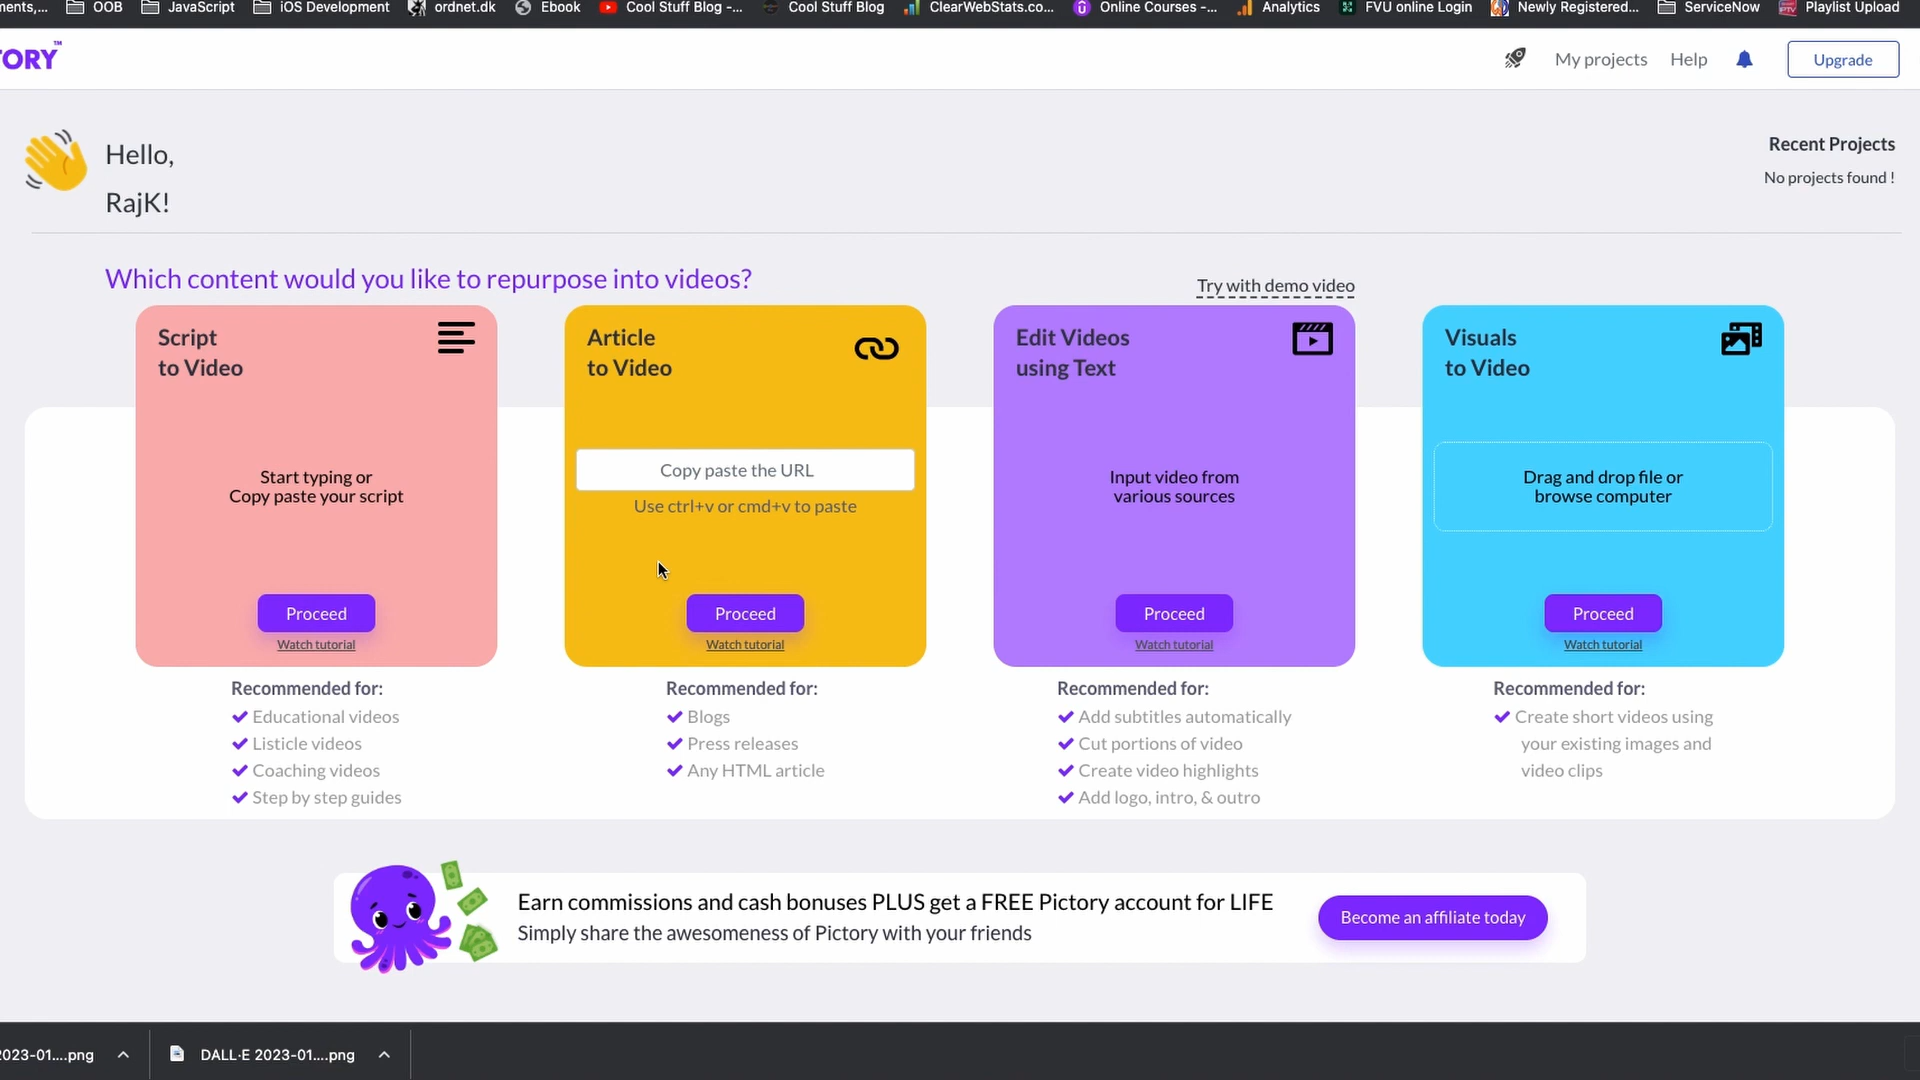 ments,...
OOB
JavaScript
iOS Development
ordnet.dk
Ebook
Cool Stuff Blog -...
Cool Stuff Blog
ClearWebStats.co...
Online Courses -...
Analytics
FVU online Login
Newly Registered...
ServiceNow
Playlist Upload
TORY™
My projects
Help
Upgrade
Hello,
RajK!
Recent Projects
No projects found !
Which content would you like to repurpose into videos?
Try with demo video
Script
to Video
Start typing or
Copy paste your script
Proceed
Watch tutorial
Recommended for:
Educational videos
Listicle videos
Coaching videos
Step by step guides
Article
to Video
Copy paste the URL
Use ctrl+v or cmd+v to paste
Proceed
Watch tutorial
Recommended for:
Blogs
Press releases
Any HTML article
Edit Videos
using Text
Input video from
various sources
Proceed
Watch tutorial
Recommended for:
Add subtitles automatically
Cut portions of video
Create video highlights
Add logo, intro, & outro
Visuals
to Video
Drag and drop file or
browse computer
Proceed
Watch tutorial
Recommended for:
Create short videos using
your existing images and
video clips
Earn commissions and cash bonuses PLUS get a FREE Pictory account for LIFE
Simply share the awesomeness of Pictory with your friends
Become an affiliate today
2023-01....png
DALL·E 2023-01....png